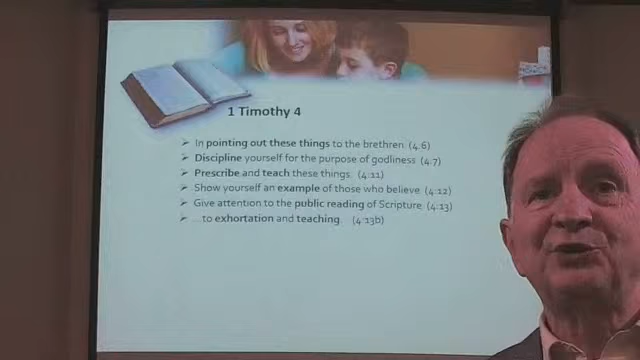 1 Timothy 4
➢ In pointing out these things to the brethren (4:6)
➢ Discipline yourself for the purpose of godliness (4:7)
➢ Prescribe and teach these things. (4:11)
➢ Show yourself an example of those who believe (4:12)
➢ Give attention to the public reading of Scripture (4:13)
➢ ...to exhortation and teaching. (4:13b)